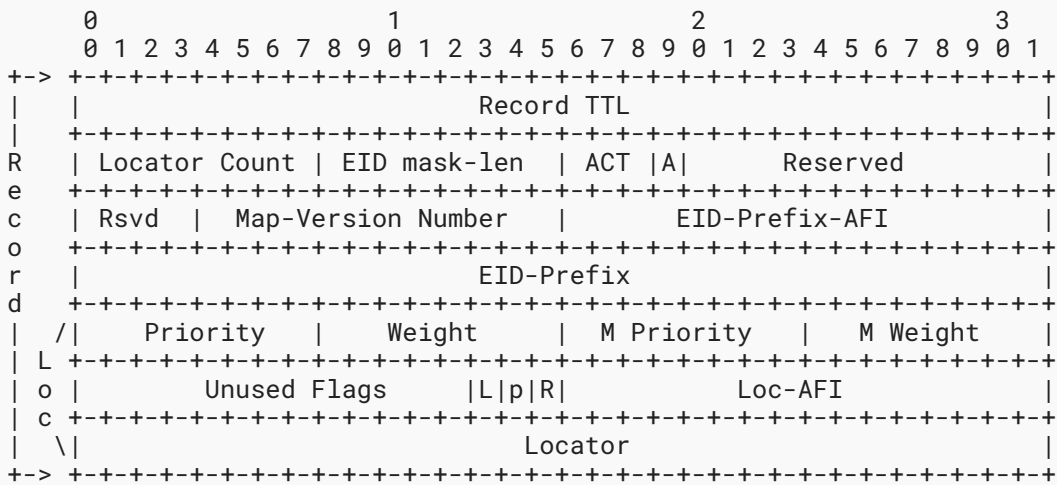 0                   1                   2                   3
        0 1 2 3 4 5 6 7 8 9 0 1 2 3 4 5 6 7 8 9 0 1 2 3 4 5 6 7 8 9 0 1
+-> +-+-+-+-+-+-+-+-+-+-+-+-+-+-+-+-+-+-+-+-+-+-+-+-+-+-+-+-+-+-+-+-+
|   |                          Record TTL                           |
|   +-+-+-+-+-+-+-+-+-+-+-+-+-+-+-+-+-+-+-+-+-+-+-+-+-+-+-+-+-+-+-+-+
R   | Locator Count | EID mask-len  | ACT |A|      Reserved         |
e   +-+-+-+-+-+-+-+-+-+-+-+-+-+-+-+-+-+-+-+-+-+-+-+-+-+-+-+-+-+-+-+-+
c   | Rsvd  |  Map-Version Number   |       EID-Prefix-AFI          |
o   +-+-+-+-+-+-+-+-+-+-+-+-+-+-+-+-+-+-+-+-+-+-+-+-+-+-+-+-+-+-+-+-+
r   |                          EID-Prefix                           |
d   +-+-+-+-+-+-+-+-+-+-+-+-+-+-+-+-+-+-+-+-+-+-+-+-+-+-+-+-+-+-+-+-+
|  /|    Priority   |    Weight     |  M Priority   |   M Weight    |
| L +-+-+-+-+-+-+-+-+-+-+-+-+-+-+-+-+-+-+-+-+-+-+-+-+-+-+-+-+-+-+-+-+
| o |        Unused Flags     |L|p|R|           Loc-AFI             |
| c +-+-+-+-+-+-+-+-+-+-+-+-+-+-+-+-+-+-+-+-+-+-+-+-+-+-+-+-+-+-+-+-+
|  \|                             Locator                           |
+-> +-+-+-+-+-+-+-+-+-+-+-+-+-+-+-+-+-+-+-+-+-+-+-+-+-+-+-+-+-+-+-+-+